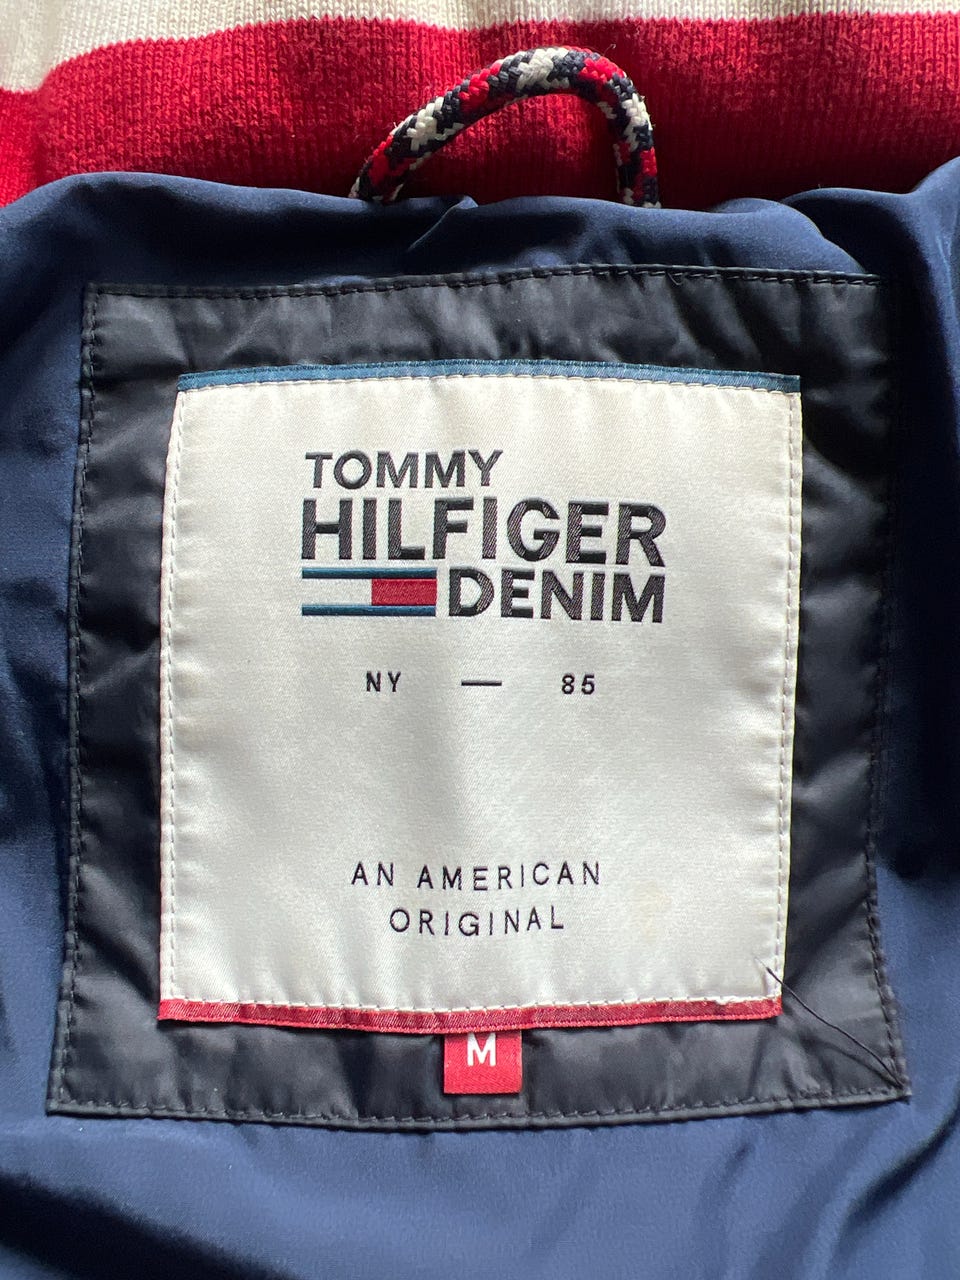 TOMMY
HILFIGER
DENIM
NY — 85
AN AMERICAN
ORIGINAL
M